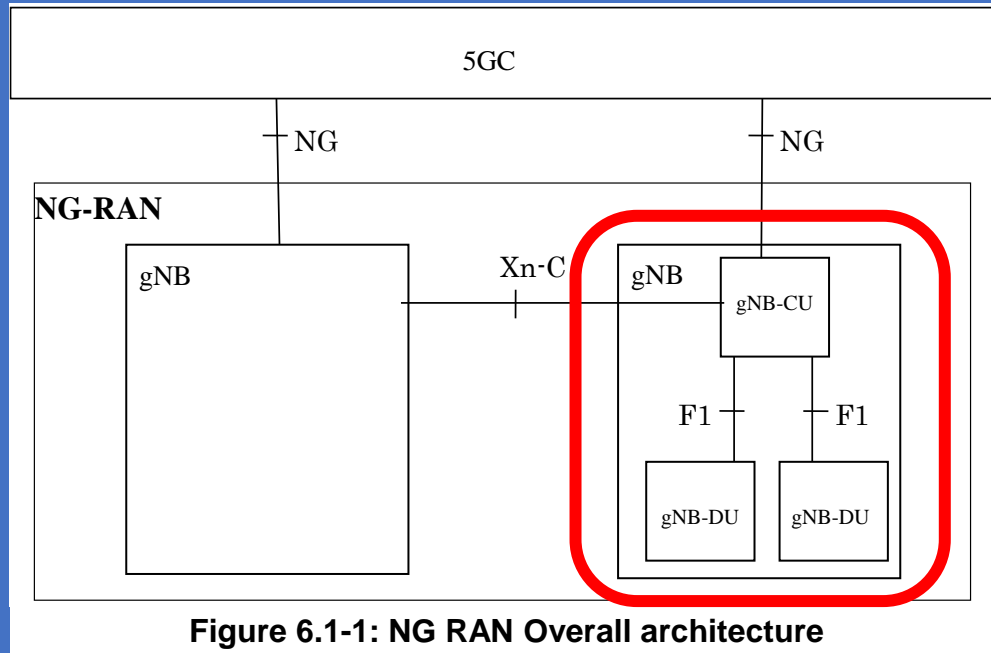 5GC
NG
NG
NG-RAN
gNB
Xn-C
gNB
gNB-CU
F1
F1
gNB-DU
gNB-DU
Figure 6.1-1: NG RAN Overall architecture